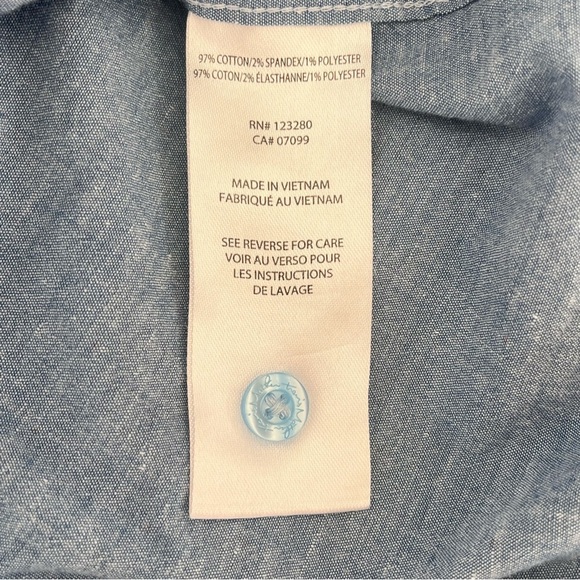 97% COTTON/2% SPANDEX/1% POLYESTER
97% COTON/2% ÉLASTHANNE/1% POLYESTER
RN# 123280
CA# 07099
MADE IN VIETNAM
FABRIQUÉ AU VIETNAM
SEE REVERSE FOR CARE
VOIR AU VERSO POUR
LES INSTRUCTIONS
DE LAVAGE